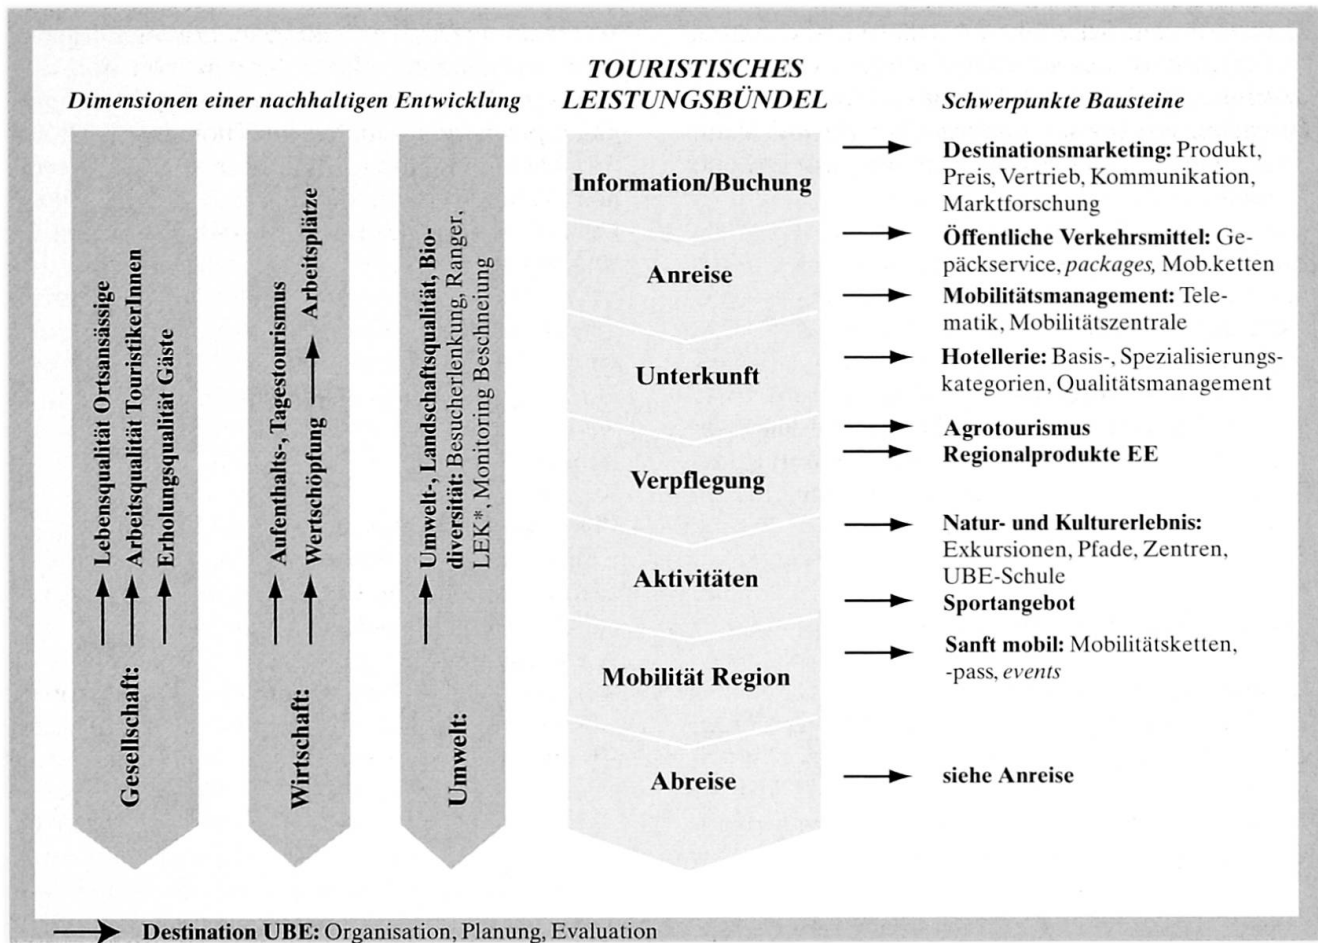 Dimensionen einer nachhaltigen Entwicklung
Gesellschaft:
Lebensqualität Ortsansässige
Arbeitsqualität TouristikerInnen
Erholungsqualität Gäste
Wirtschaft:
Aufenthalts-, Tagestourismus
Wertschöpfung
Arbeitsplätze
Umwelt:
Umwelt-, Landschaftsqualität, Bio-
diversität: Besucherlenkung, Ranger,
LEK*, Monitoring Beschneiung
TOURISTISCHES
LEISTUNGSBÜNDEL
Information/Buchung
Anreise
Unterkunft
Verpflegung
Aktivitäten
Mobilität Region
Abreise
Schwerpunkte Bausteine
Destinationsmarketing: Produkt,
Preis, Vertrieb, Kommunikation,
Marktforschung
Öffentliche Verkehrsmittel: Ge-
päckservice, packages, Mob.ketten
Mobilitätsmanagement: Tele-
matik, Mobilitätszentrale
Hotellerie: Basis-, Spezialisierungs-
kategorien, Qualitätsmanagement
Agrotourismus
Regionalprodukte EE
Natur- und Kulturerlebnis:
Exkursionen, Pfade, Zentren,
UBE-Schule
Sportangebot
Sanft mobil: Mobilitätsketten,
-pass, events
siehe Anreise
Destination UBE: Organisation, Planung, Evaluation